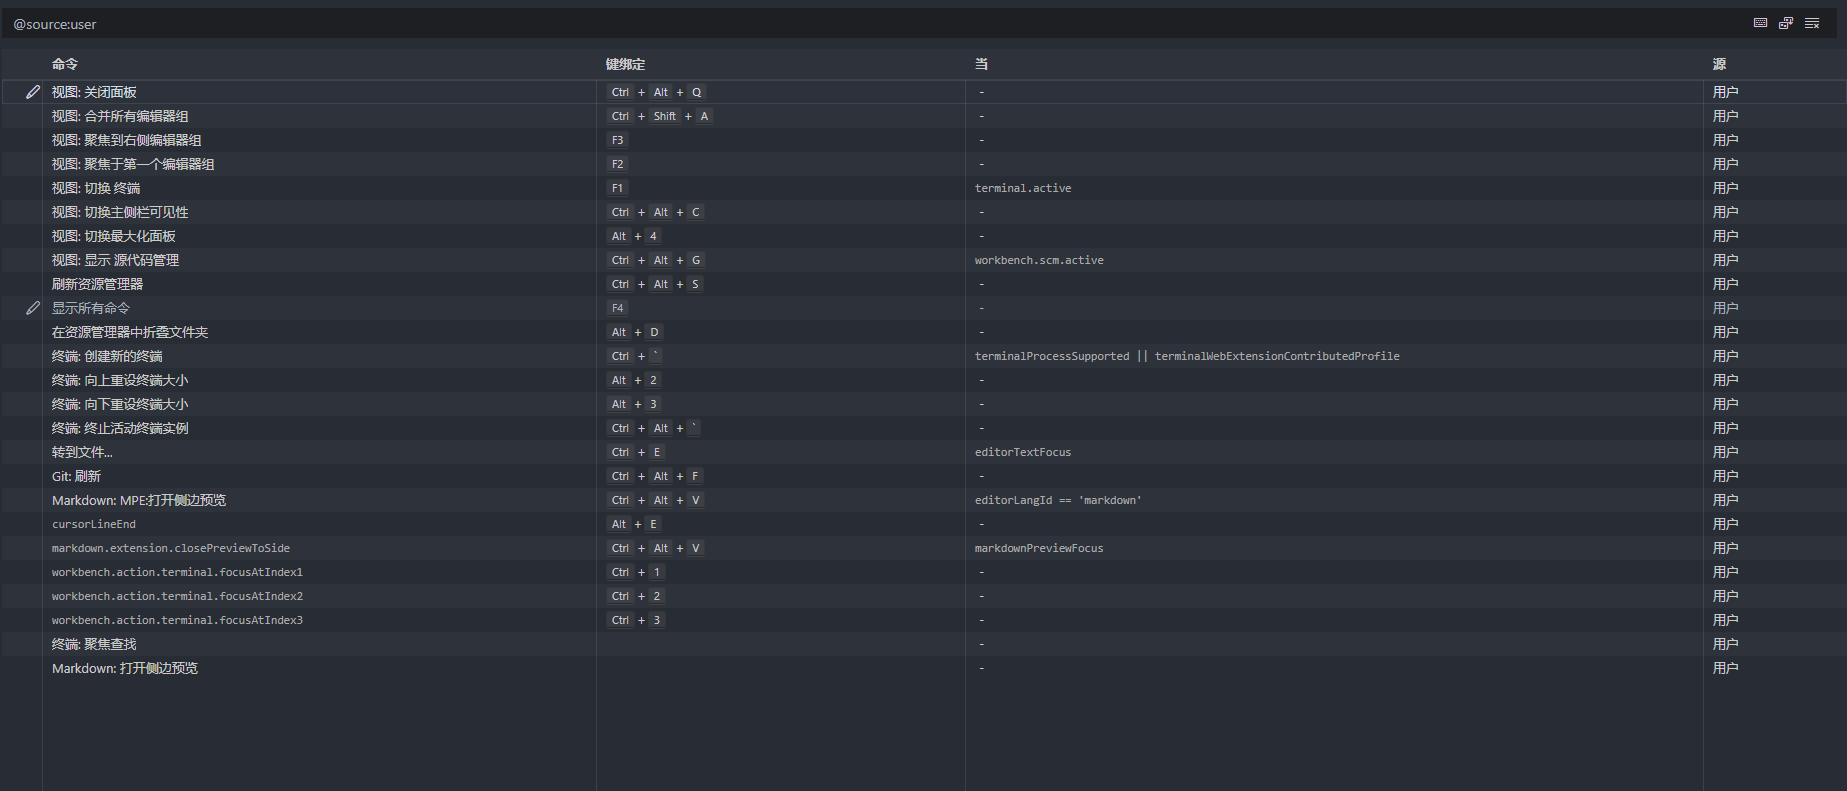 @source:user
命令 键绑定 当 源
视图: 关闭面板 Ctrl + Alt + Q - 用户
视图: 合并所有编辑器组 Ctrl + Shift + A - 用户
视图: 聚焦到右侧编辑器组 F3 - 用户
视图: 聚焦于第一个编辑器组 F2 - 用户
视图: 切换 终端 F1 terminal.active 用户
视图: 切换主侧栏可见性 Ctrl + Alt + C - 用户
视图: 切换最大化面板 Alt + 4 - 用户
视图: 显示 源代码管理 Ctrl + Alt + G workbench.scm.active 用户
刷新资源管理器 Ctrl + Alt + S - 用户
显示所有命令 F4 - 用户
在资源管理器中折叠文件夹 Alt + D - 用户
终端: 创建新的终端 Ctrl + ` terminalProcessSupported || terminalWebExtensionContributedProfile 用户
终端: 向上重设终端大小 Alt + 2 - 用户
终端: 向下重设终端大小 Alt + 3 - 用户
终端: 终止活动终端实例 Ctrl + Alt + ` - 用户
转到文件... Ctrl + E editorTextFocus 用户
Git: 刷新 Ctrl + Alt + F - 用户
Markdown: MPE:打开侧边预览 Ctrl + Alt + V editorLangId == 'markdown' 用户
cursorLineEnd Alt + E - 用户
markdown.extension.closePreviewToSide Ctrl + Alt + V markdownPreviewFocus 用户
workbench.action.terminal.focusAtIndex1 Ctrl + 1 - 用户
workbench.action.terminal.focusAtIndex2 Ctrl + 2 - 用户
workbench.action.terminal.focusAtIndex3 Ctrl + 3 - 用户
终端: 聚焦查找 - 用户
Markdown: 打开侧边预览 - 用户